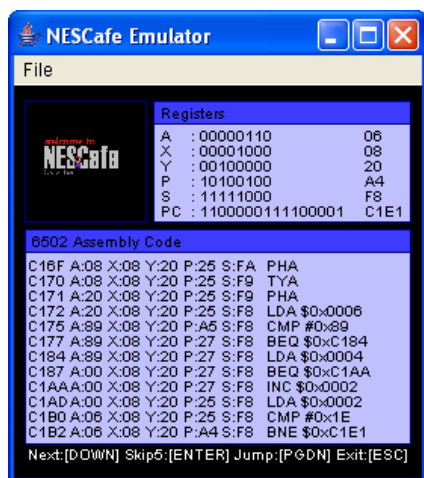 NESCafe Emulator
File
welcome to
NESCafe
Registers
A : 00000110 06
X : 00001000 08
Y : 00100000 20
P : 10100100 A4
S : 11111000 F8
PC : 1100000111100001 C1E1
6502 Assembly Code
C16F A:08 X:08 Y:20 P:25 S:FA PHA
C170 A:08 X:08 Y:20 P:25 S:F9 TYA
C171 A:20 X:08 Y:20 P:25 S:F9 PHA
C172 A:20 X:08 Y:20 P:25 S:F8 LDA $0x0006
C175 A:89 X:08 Y:20 P:A5 S:F8 CMP #0x89
C177 A:89 X:08 Y:20 P:27 S:F8 BEQ $0xC184
C184 A:89 X:08 Y:20 P:27 S:F8 LDA $0x0004
C187 A:00 X:08 Y:20 P:27 S:F8 BEQ $0xC1AA
C1AA A:00 X:08 Y:20 P:27 S:F8 INC $0x0002
C1AD A:00 X:08 Y:20 P:25 S:F8 LDA $0x0002
C1B0 A:06 X:08 Y:20 P:25 S:F8 CMP #0x1E
C1B2 A:06 X:08 Y:20 P:A4 S:F8 BNE $0xC1E1
Next:[DOWN] Skip5:[ENTER] Jump:[PGDN] Exit:[ESC]